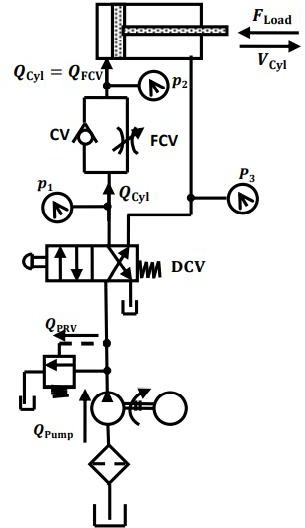 F_Load
V_Cyl
Q_Cyl = Q_FCV
p_2
CV
FCV
p_1
Q_Cyl
P_3
DCV
Q_PRV
Q_Pump